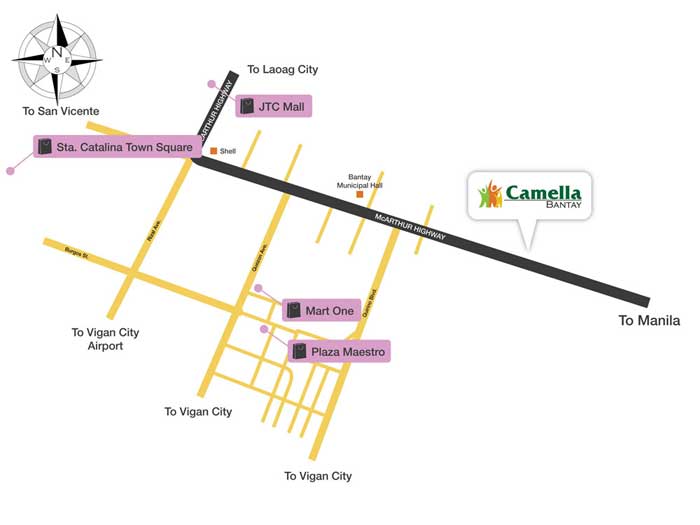 N
W E
S
To San Vicente
To Laoag City
McARTHUR HIGHWAY
JTC Mall
Sta. Catalina Town Square
Shell
Bantay
Municipal Hall
Camella
BANTAY
McARTHUR HIGHWAY
Rizal Ave.
Quezon Ave.
Burgos St.
Quirino Blvd.
Mart One
To Manila
To Vigan City
Airport
Plaza Maestro
To Vigan City
To Vigan City